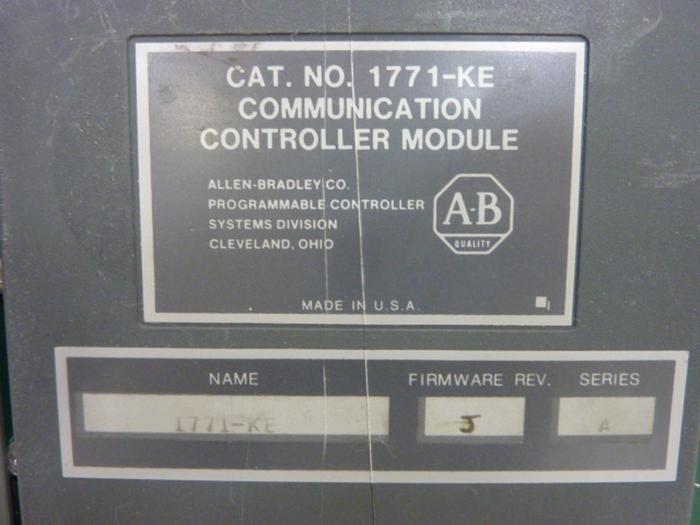 CAT. NO. 1771-KE
COMMUNICATION
CONTROLLER MODULE
ALLEN-BRADLEY CO.
PROGRAMMABLE CONTROLLER
SYSTEMS DIVISION
CLEVELAND, OHIO
A-B
QUALITY
MADE IN U.S.A.
NAME FIRMWARE REV. SERIES
1771-KE J A